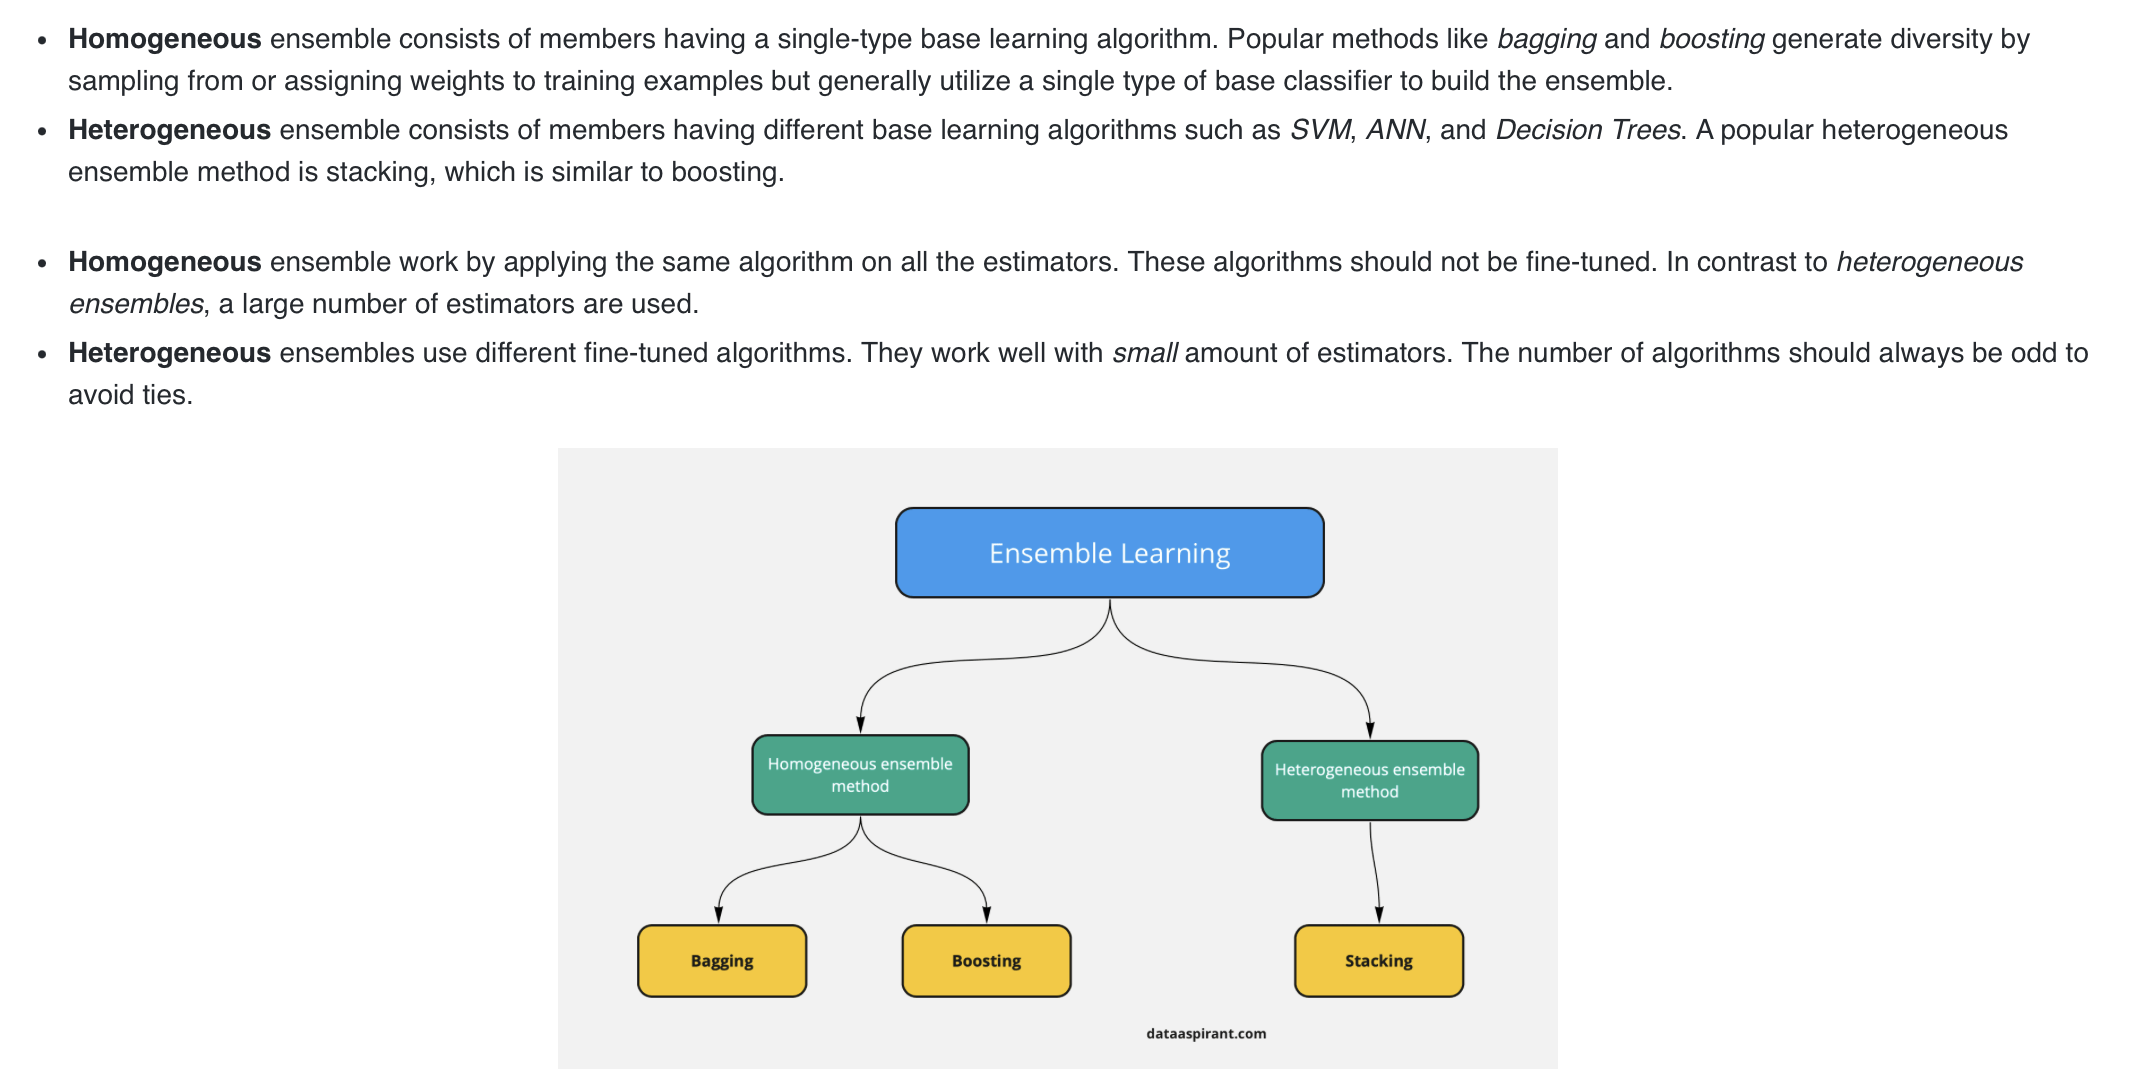 Homogeneous ensemble consists of members having a single-type base learning algorithm. Popular methods like bagging and boosting generate diversity by
sampling from or assigning weights to training examples but generally utilize a single type of base classifier to build the ensemble.
Heterogeneous ensemble consists of members having different base learning algorithms such as SVM, ANN, and Decision Trees. A popular heterogeneous
ensemble method is stacking, which is similar to boosting.
Homogeneous ensemble work by applying the same algorithm on all the estimators. These algorithms should not be fine-tuned. In contrast to heterogeneous
ensembles, a large number of estimators are used.
Heterogeneous ensembles use different fine-tuned algorithms. They work well with small amount of estimators. The number of algorithms should always be odd to
avoid ties.
Ensemble Learning
Homogeneous ensemble
method
Heterogeneous ensemble
method
Bagging
Boosting
Stacking
dataaspirant.com